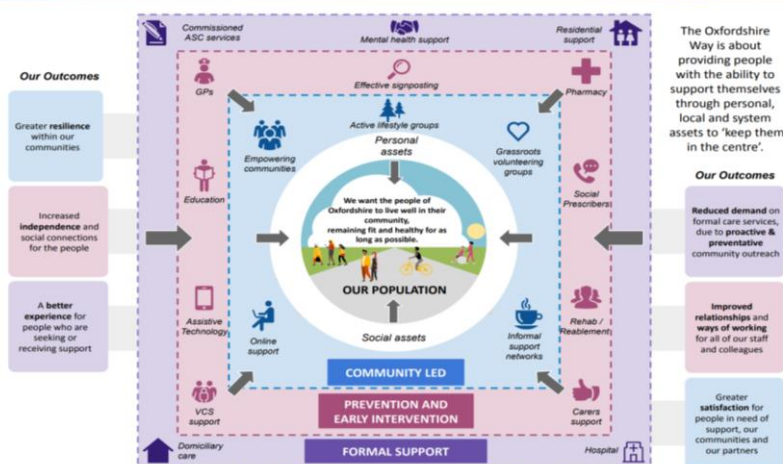 Our Outcomes
Greater resilience
within our
communities
Increased
independence and
social connections
for the people
A better
experience for
people who are
seeking or
receiving support
Commissioned
ASC services
Mental health support
Residential
support
GPs
Effective signposting
Pharmacy
Empowering
communities
Active lifestyle groups
Grassroots
volunteering
groups
Personal
assets
Education
Social
Prescribers
We want the people of
Oxfordshire to live well in their
community,
remaining fit and healthy for as
long as possible.
OUR POPULATION
Social assets
Assistive
Technology
Online
support
Informal
support
networks
Rehab /
Reablement
COMMUNITY LED
VCS
support
PREVENTION AND
EARLY INTERVENTION
Carers
support
Domiciliary
care
FORMAL SUPPORT
Hospital
The Oxfordshire
Way is about
providing people
with the ability to
support themselves
through personal,
local and system
assets to ‘keep them
in the centre’.
Our Outcomes
Reduced demand on
formal care services,
due to proactive &
preventative
community outreach
Improved
relationships and
ways of working
for all of our staff
and colleagues
Greater
satisfaction for
people in need of
support, our
communities and
our partners